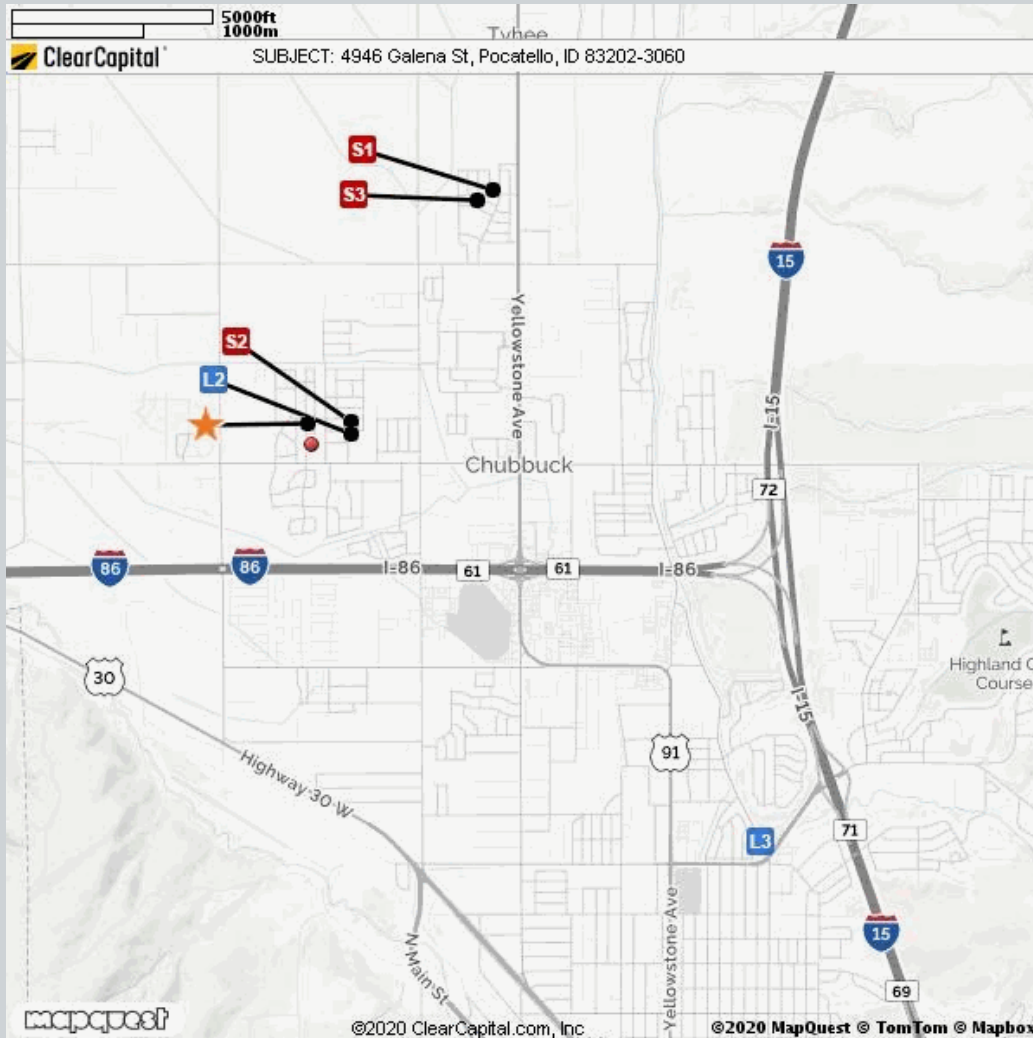 5000ft
1000m
Tyhee
ClearCapital
SUBJECT: 4946 Galena St, Pocatello, ID 83202-3060
S1
S3
15
Yellowstone Ave
S2
L2
I-15
Chubbuck
72
86
86
I-86
61
61
I-86
30
Highland G
Course
I-15
91
Highway 30 W
L3
71
Yellowstone Ave
15
N Main St
69
mapquest
©2020 ClearCapital.com, Inc
©2020 MapQuest © TomTom © Mapbox